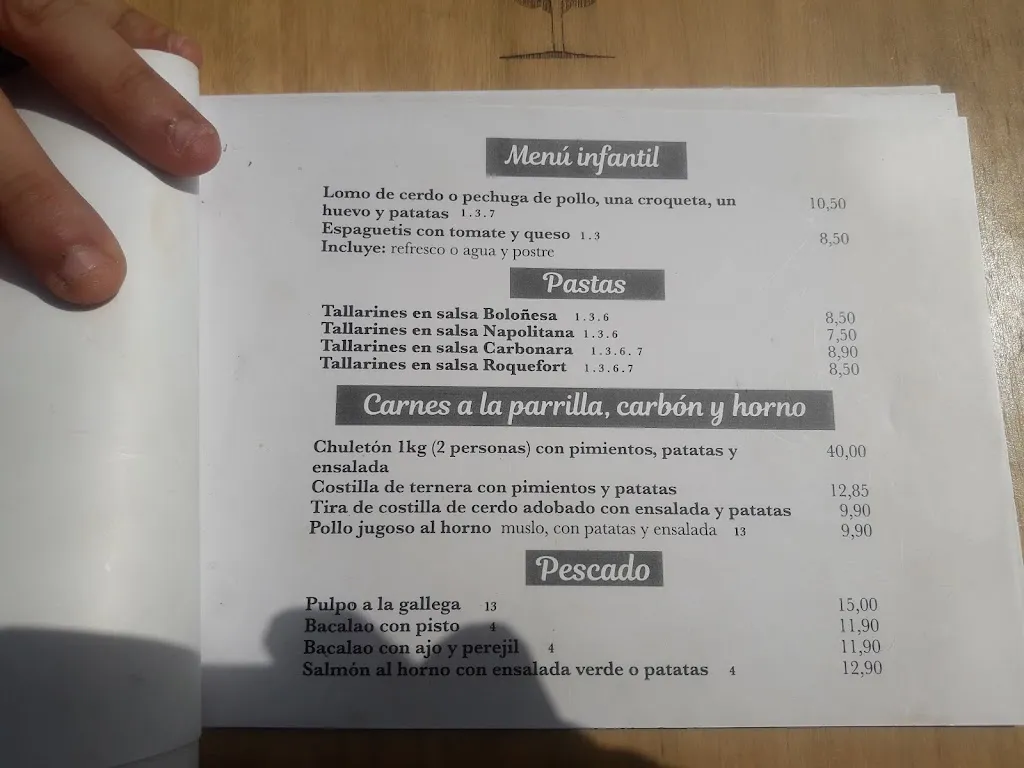 Menú infantil
Lomo de cerdo o pechuga de pollo, una croqueta, un 10,50
huevo y patatas 1.3.7
Espaguetis con tomate y queso 1.3 8,50
Incluye: refresco o agua y postre
Pastas
Tallarines en salsa Boloñesa 1.3.6 8,50
Tallarines en salsa Napolitana 1.3.6 7,50
Tallarines en salsa Carbonara 1.3.6.7 8,90
Tallarines en salsa Roquefort 1.3.6.7 8,50
Carnes a la parrilla, carbón y horno
Chuletón 1kg (2 personas) con pimientos, patatas y 40,00
ensalada
Costilla de ternera con pimientos y patatas 12,85
Tira de costilla de cerdo adobado con ensalada y patatas 9,90
Pollo jugoso al horno muslo, con patatas y ensalada 13 9,90
Pescado
Pulpo a la gallega 13 15,00
Bacalao con pisto 4 11,90
Bacalao con ajo y perejil 4 11,90
Salmón al horno con ensalada verde o patatas 4 12,90